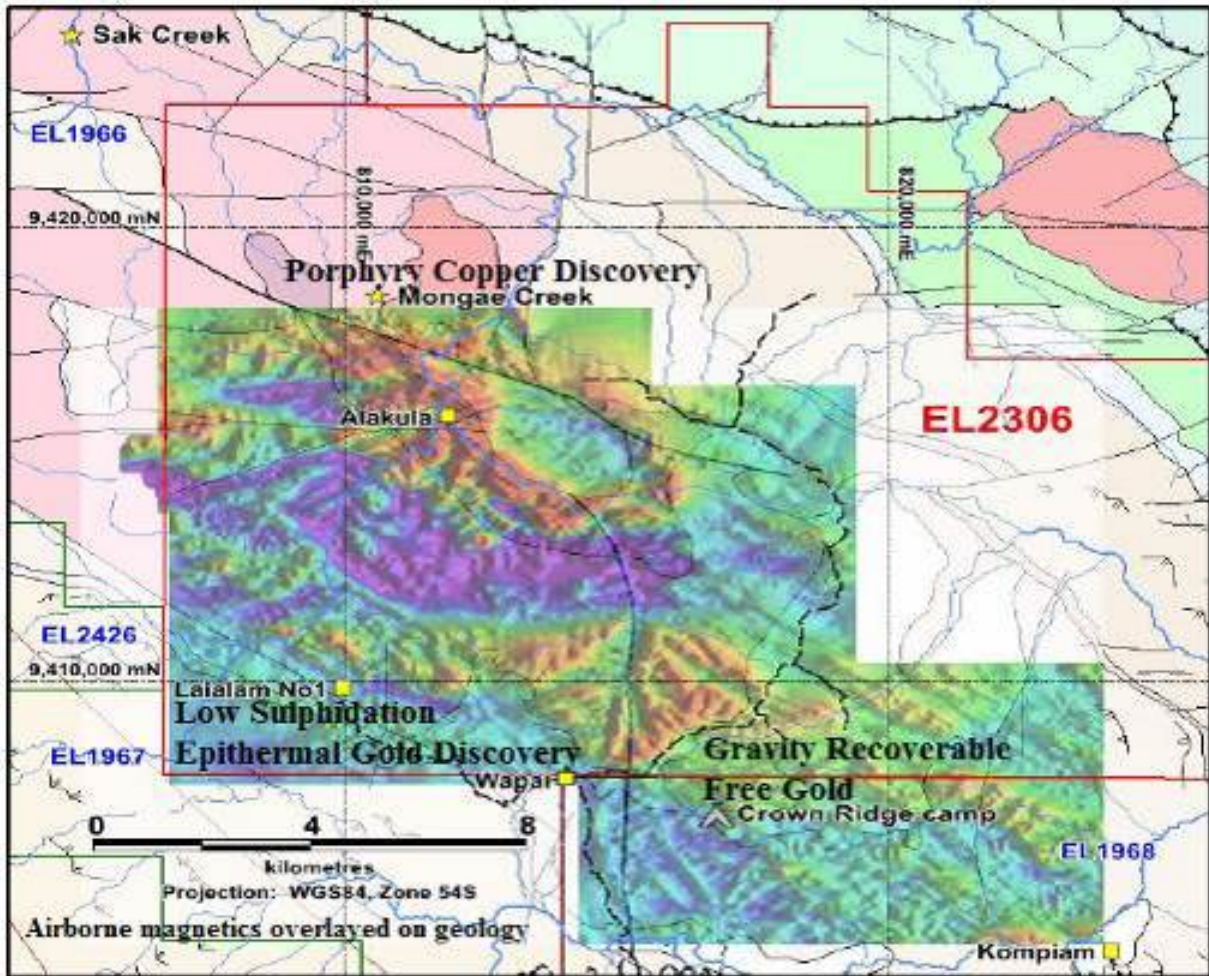 Sak Creek
EL1966
810,000 mE
820,000 mE
9,420,000 mN
Porphyry Copper Discovery
Mongae Creek
Alakula
EL2306
EL2426
9,410,000 mN
Laialam No1
Low Sulphidation
Epithermal Gold Discovery
EL1967
Gravity Recoverable
Free Gold
Wapai
Crown Ridge camp
0 4 8
kilometres
EL1968
Projection: WGS84, Zone 54S
Airborne magnetics overlayed on geology
Kompiam